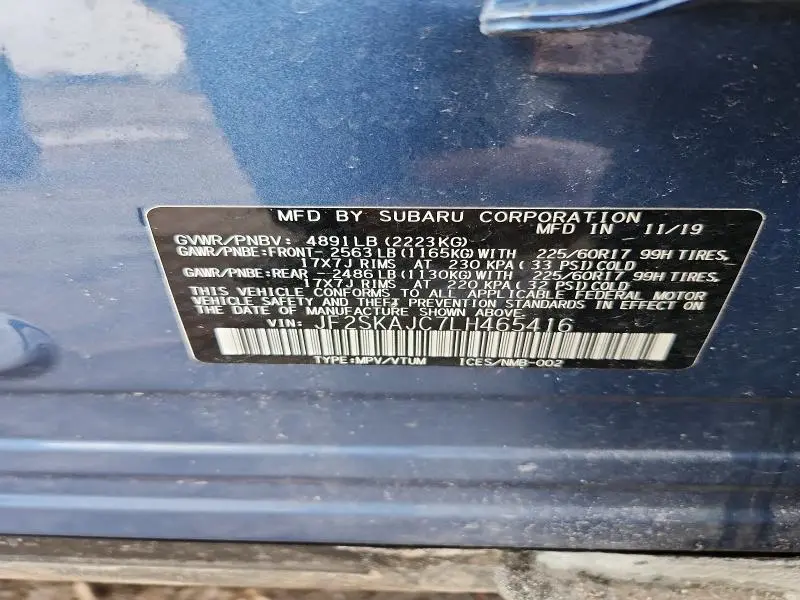 MFD BY SUBARU CORPORATION
MFD IN 11/19
GVWR/PNBV: 4891LB (2223KG)
GAWR/PNBE:FRONT- 2563LB (1165KG) WITH 225/60R17 99H TIRES,
17X7J RIMS AT 230 KPA ( 33 PSI) COLD
GAWR/PNBE:REAR -2486LB (1130KG) WITH 225/60R17 99H TIRES,
17X7J RIMS AT 220 KPA ( 32 PSI) COLD
THIS VEHICLE CONFORMS TO ALL APPLICABLE FEDERAL MOTOR
VEHICLE SAFETY AND THEFT PREVENTION STANDARDS IN EFFECT ON
THE DATE OF MANUFACTURE SHOWN ABOVE.
VIN: JF2SKAJC7LH465416
TYPE:MPV/VTUM ICES/NMB-002